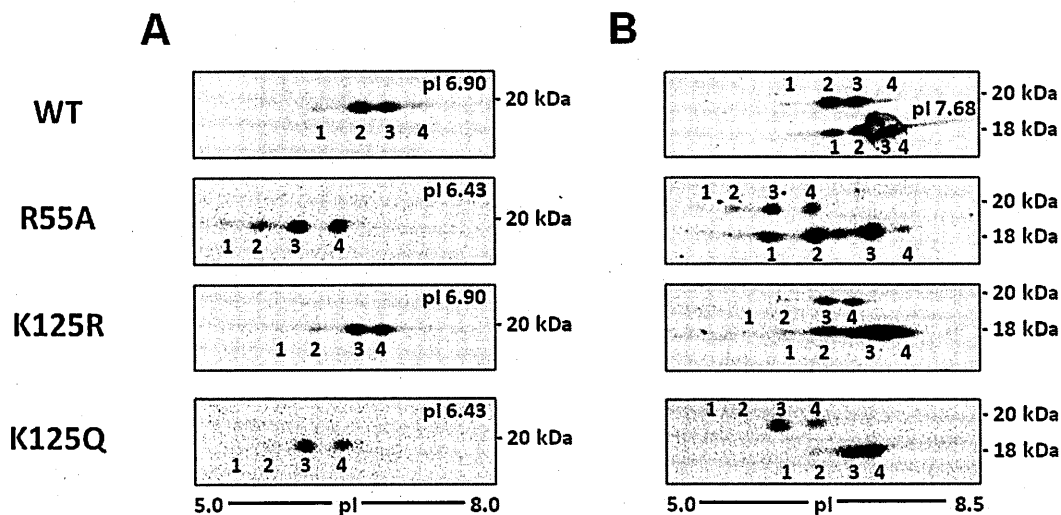 A B
WT
pI 6.90
1 2 3 4
- 20 kDa
1 2 3 4
pI 7.68
1 2 3 4
- 20 kDa
- 18 kDa
R55A
pI 6.43
1 2 3 4
- 20 kDa
1 2 3 4
1 2 3 4
- 20 kDa
- 18 kDa
K125R
pI 6.90
1 2 3 4
- 20 kDa
1 2 3 4
1 2 3 4
- 20 kDa
- 18 kDa
K125Q
pI 6.43
1 2 3 4
- 20 kDa
1 2 3 4
1 2 3 4
- 20 kDa
- 18 kDa
5.0 pI 8.0
5.0 pI 8.5